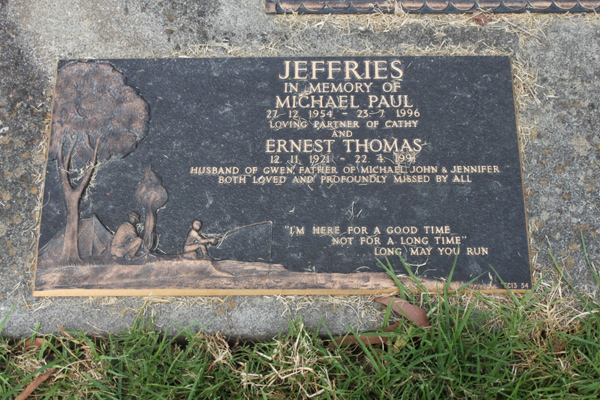 JEFFRIES
IN MEMORY OF
MICHAEL PAUL
27. 12. 1954 - 23. 7. 1996
LOVING PARTNER OF CATHY
AND
ERNEST THOMAS
12. 11. 1921 - 22. 4. 1991
HUSBAND OF GWEN, FATHER OF MICHAEL, JOHN & JENNIFER
BOTH LOVED AND PROFOUNDLY MISSED BY ALL
"I'M HERE FOR A GOOD TIME
NOT FOR A LONG TIME"
LONG MAY YOU RUN